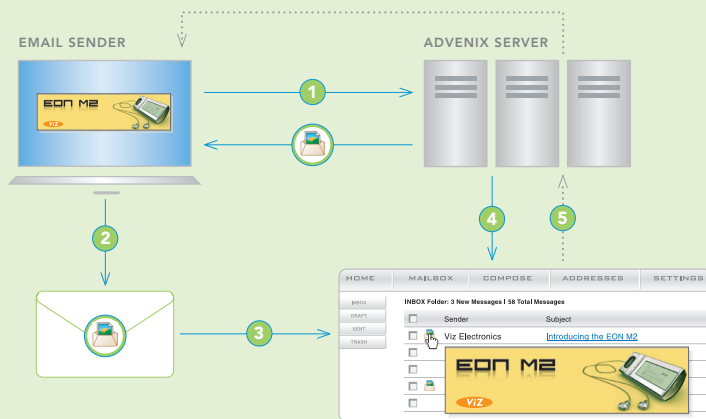 EMAIL SENDER
ADVENIX SERVER
EON M2
ViZ
1
2
3
4
5
HOME MAILBOX COMPOSE ADDRESSES SETTINGS
INBOX
DRAFT
SENT
TRASH
INBOX Folder: 3 New Messages I 58 Total Messages
Sender Subject
Viz Electronics Introducing the EON M2
EON M2
ViZ